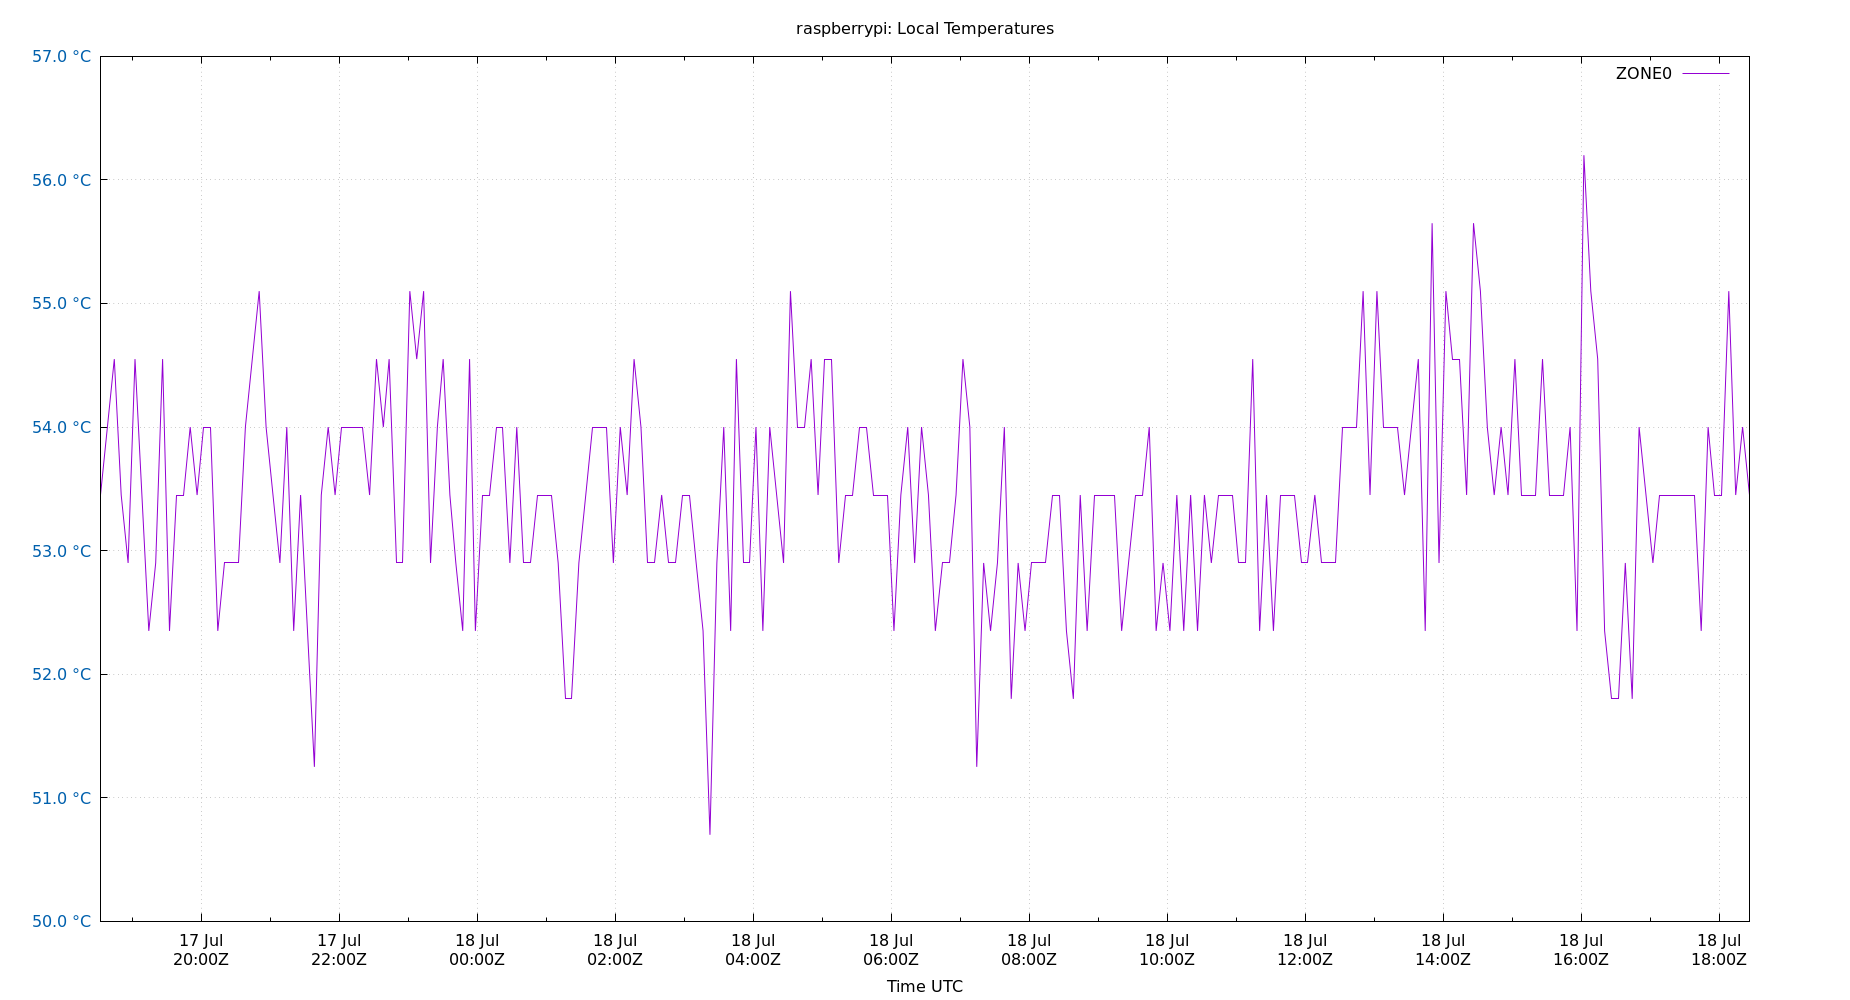 raspberrypi: Local Temperatures
57.0 °C
ZONE0
56.0 °C
55.0 °C
54.0 °C
53.0 °C
52.0 °C
51.0 °C
50.0 °C
17 Jul 17 Jul 18 Jul 18 Jul 18 Jul 18 Jul 18 Jul 18 Jul 18 Jul 18 Jul 18 Jul 18 Jul
20:00Z 22:00Z 00:00Z 02:00Z 04:00Z 06:00Z 08:00Z 10:00Z 12:00Z 14:00Z 16:00Z 18:00Z
Time UTC